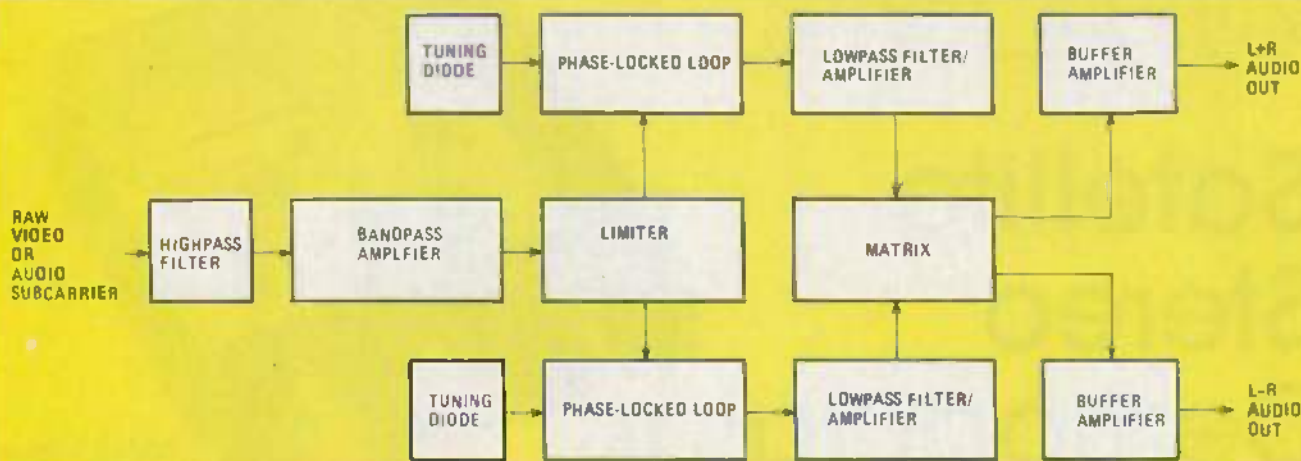 TUNING
DIODE
PHASE-LOCKED LOOP
LOWPASS FILTER/
AMPLIFIER
BUFFER
AMPLIFIER
L+R
AUDIO
OUT
RAW
VIDEO
OR
AUDIO
SUBCARRIER
HIGHPASS
FILTER
BANDPASS
AMPLFIER
LIMITER
MATRIX
TUNING
DIODE
PHASE-LOCKED LOOP
LOWPASS FILTER/
AMPLIFIER
BUFFER
AMPLIFIER
L-R
AUDIO
OUT